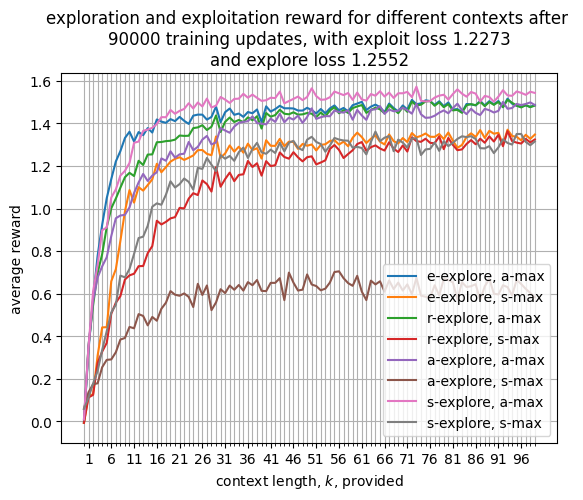 exploration and exploitation reward for different contexts after
90000 training updates, with exploit loss 1.2273
and explore loss 1.2552
1.6
1.4
1.2
1.0
0.8
0.6
0.4
0.2
0.0
average reward
e-explore, a-max
e-explore, s-max
r-explore, a-max
r-explore, s-max
a-explore, a-max
a-explore, s-max
s-explore, a-max
s-explore, s-max
1 6 11 16 21 26 31 36 41 46 51 56 61 66 71 76 81 86 91 96
context length, k, provided